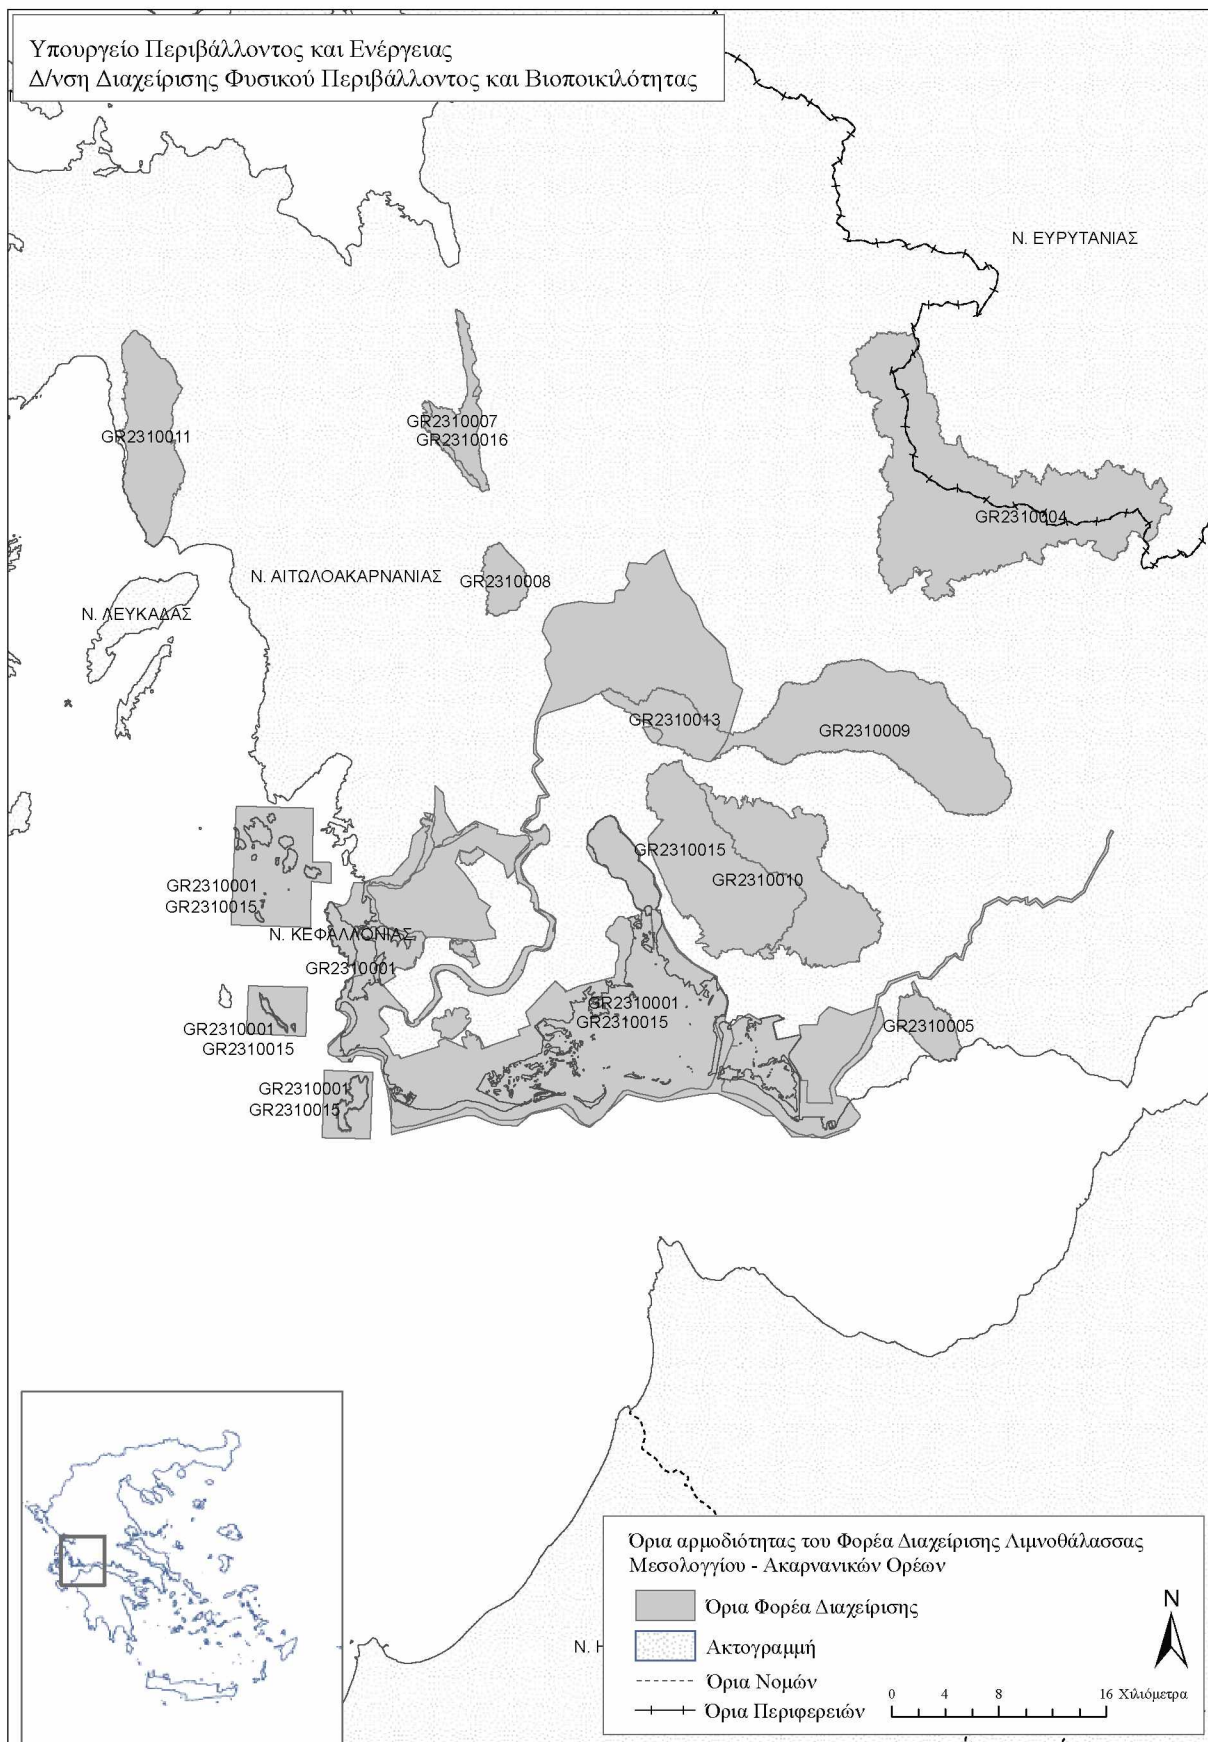 Υπουργείο Περιβάλλοντος και Ενέργειας
Δ/νση Διαχείρισης Φυσικού Περιβάλλοντος και Βιοποικιλότητας
Ν. ΕΥΡΥΤΑΝΙΑΣ
GR2310011
GR2310007
GR2310016
GR2310004
Ν. ΑΙΤΩΛΟΑΚΑΡΝΑΝΙΑΣ
GR2310008
Ν. ΛΕΥΚΑΔΑΣ
GR2310013
GR2310009
GR2310015
GR2310010
GR2310001
GR2310015
Ν. ΚΕΦΑΛΛΟΝΙΑΣ
GR2310001
GR2310001
GR2310015
GR2310005
GR2310001
GR2310015
GR2310001
GR2310015
Όρια αρμοδιότητας του Φορέα Διαχείρισης Λιμνοθάλασσας
Μεσολογγίου - Ακαρνανικών Ορέων
Όρια Φορέα Διαχείρισης
N
Ακτογραμμή
Ν. Η
Όρια Νομών
0 4 8 16 Χιλιόμετρα
Όρια Περιφερειών